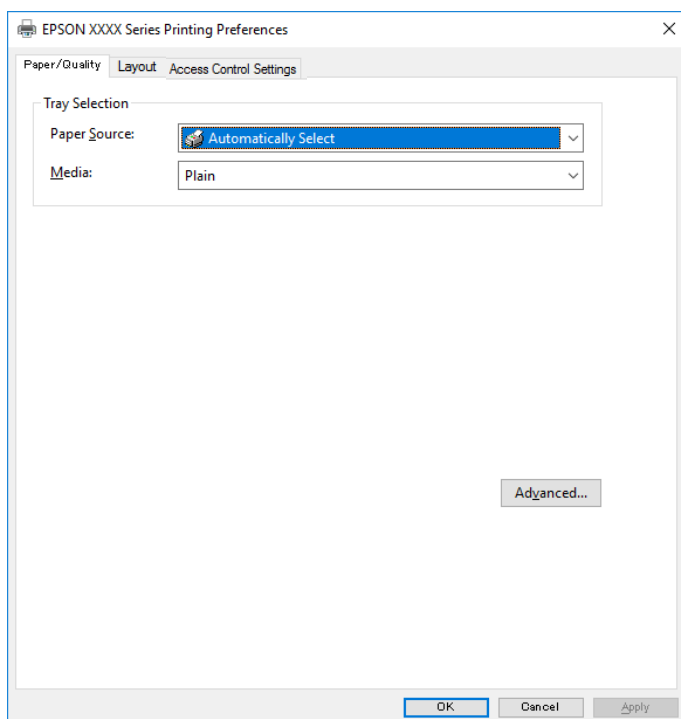 EPSON XXXX Series Printing Preferences
Paper/Quality Layout Access Control Settings
Tray Selection
Paper Source: Automatically Select
Media: Plain
Advanced...
OK Cancel Apply